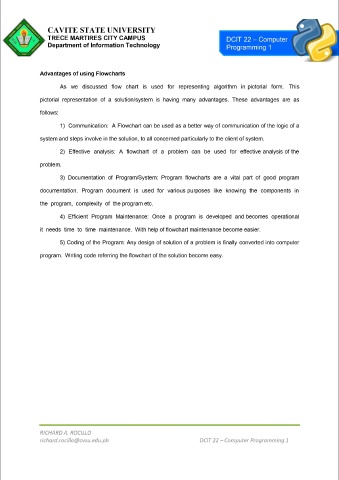 CAVITE STATE UNIVERSITY
TRECE MARTIRES CITY CAMPUS
Department of Information Technology
DCIT 22 – Computer
Programming 1
Advantages of using Flowcharts
As we discussed flow chart is used for representing algorithm in pictorial form. This
pictorial representation of a solution/system is having many advantages. These advantages are as
follows:
1) Communication: A Flowchart can be used as a better way of communication of the logic of a
system and steps involve in the solution, to all concerned particularly to the client of system.
2) Effective analysis: A flowchart of a problem can be used for effective analysis of the
problem.
3) Documentation of Program/System: Program flowcharts are a vital part of good program
documentation. Program document is used for various purposes like knowing the components in
the program, complexity of the program etc.
4) Efficient Program Maintenance: Once a program is developed and becomes operational
it needs time to time maintenance. With help of flowchart maintenance become easier.
5) Coding of the Program: Any design of solution of a problem is finally converted into computer
program. Writing code referring the flowchart of the solution become easy.
RICHARD A. ROCILLO
richard.rocillo@cvsu.edu.ph DCIT 22 – Computer Programming 1